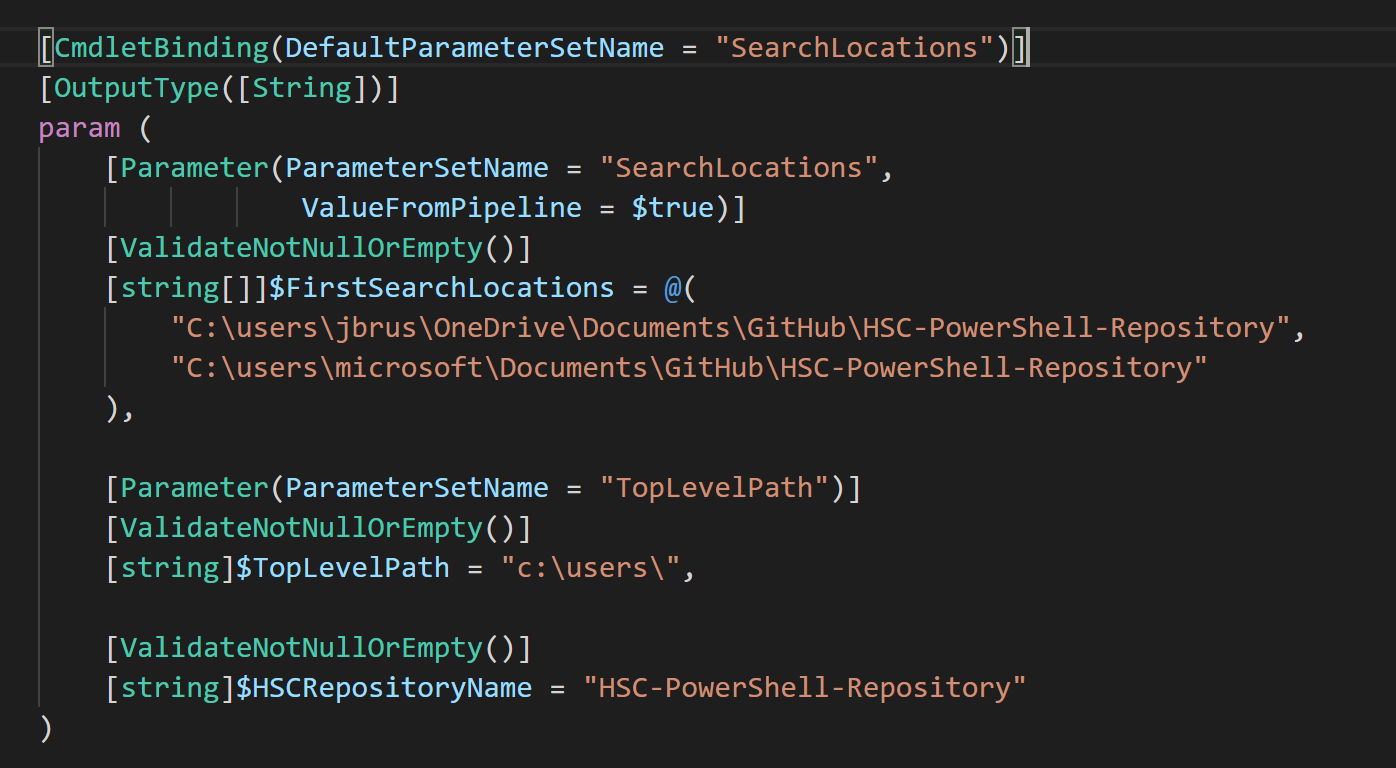 [CmdletBinding(DefaultParameterSetName = "SearchLocations")]
[OutputType([String])]
param (
    [Parameter(ParameterSetName = "SearchLocations",
                ValueFromPipeline = $true)]
    [ValidateNotNullOrEmpty()]
    [string[]]$FirstSearchLocations = @(
        "C:\users\jbrus\OneDrive\Documents\GitHub\HSC-PowerShell-Repository",
        "C:\users\microsoft\Documents\GitHub\HSC-PowerShell-Repository"
    ),

    [Parameter(ParameterSetName = "TopLevelPath")]
    [ValidateNotNullOrEmpty()]
    [string]$TopLevelPath = "c:\users\",

    [ValidateNotNullOrEmpty()]
    [string]$HSCRepositoryName = "HSC-PowerShell-Repository"
)